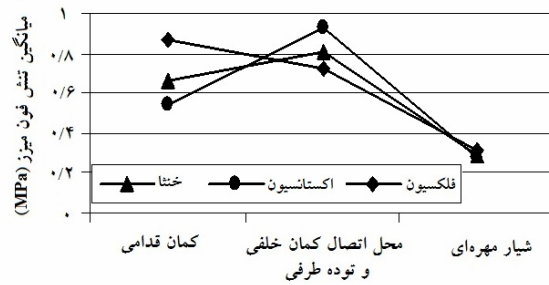 میانگین تنش فون میزز
(MPa)
۱
۰/۸
۰/۶
۰/۴
۰/۲
۰
خنثا
اکستانسیون
فلکسیون
کمان قدامی
محل اتصال کمان خلفی
و توده طرفی
شیار مهره‌ای